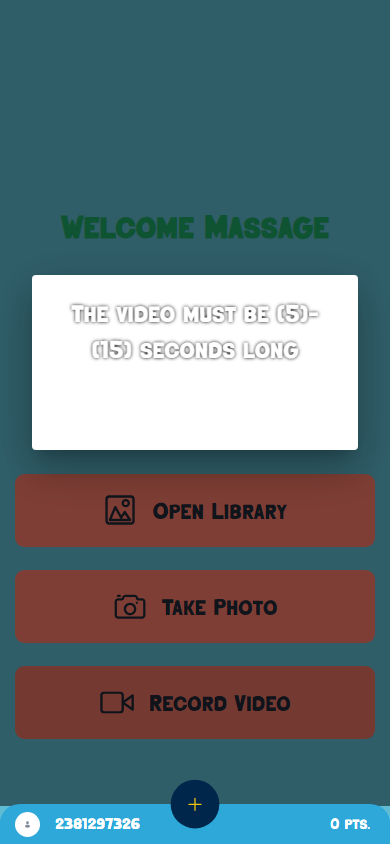 Welcome Massage
The video must be (5)-
(15) seconds long
Open Library
Take Photo
Record Video
2381297326
0 pts.